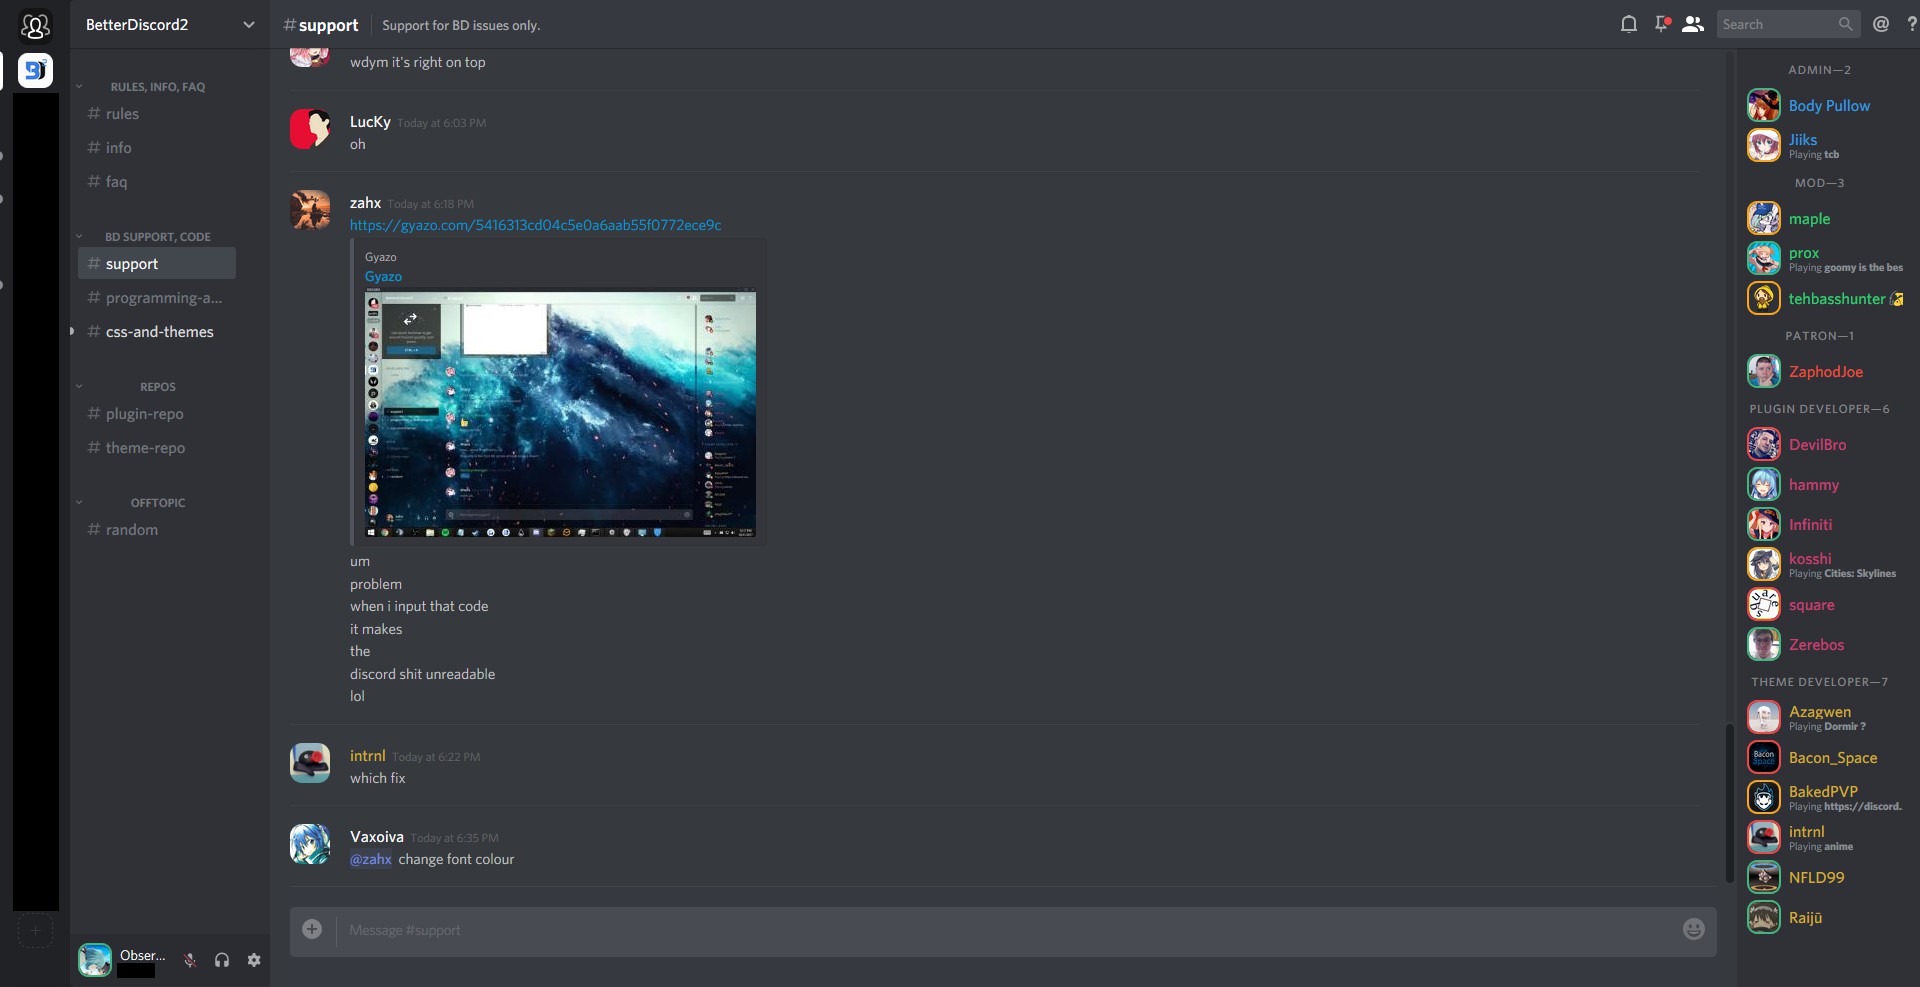 BetterDiscord2
RULES, INFO, FAQ
# rules
# info
# faq
BD SUPPORT, CODE
# support
# programming-a...
# css-and-themes
REPOS
# plugin-repo
# theme-repo
OFFTOPIC
# random
Obser...
#support
Support for BD issues only.
Search
wdym it's right on top
LucKy Today at 6:03 PM
oh
zahx Today at 6:18 PM
https://gyazo.com/5416313cd04c5e0a6aab55f0772ece9c
Gyazo
Gyazo
um
problem
when i input that code
it makes
the
discord shit unreadable
lol
intrnl Today at 6:22 PM
which fix
Vaxoiva Today at 6:35 PM
@zahx change font colour
Message #support
ADMIN—2
Body Pullow
Jiiks
Playing tcb
MOD—3
maple
prox
Playing goomy is the bes
tehbasshunter
PATRON—1
ZaphodJoe
PLUGIN DEVELOPER—6
DevilBro
hammy
Infiniti
kosshi
Playing Cities: Skylines
square
Zerebos
THEME DEVELOPER—7
Azagwen
Playing Dormir ?
Bacon_Space
Bacon
Space
BakedPVP
Playing https://discord.
intrnl
Playing anime
NFLD99
Raijū